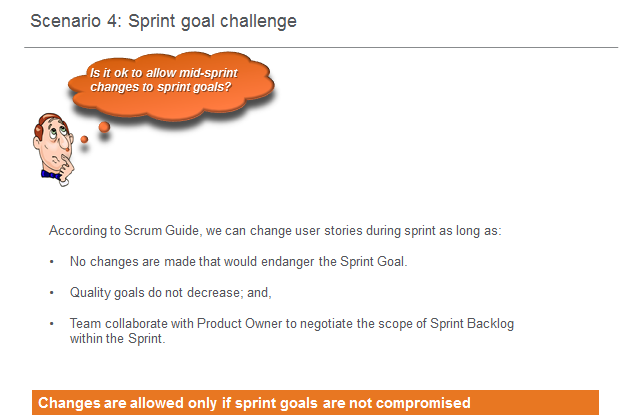 Scenario 4: Sprint goal challenge
Is it ok to allow mid-sprint
changes to sprint goals?
According to Scrum Guide, we can change user stories during sprint as long as:
• No changes are made that would endanger the Sprint Goal.
• Quality goals do not decrease; and,
• Team collaborate with Product Owner to negotiate the scope of Sprint Backlog
within the Sprint.
Changes are allowed only if sprint goals are not compromised